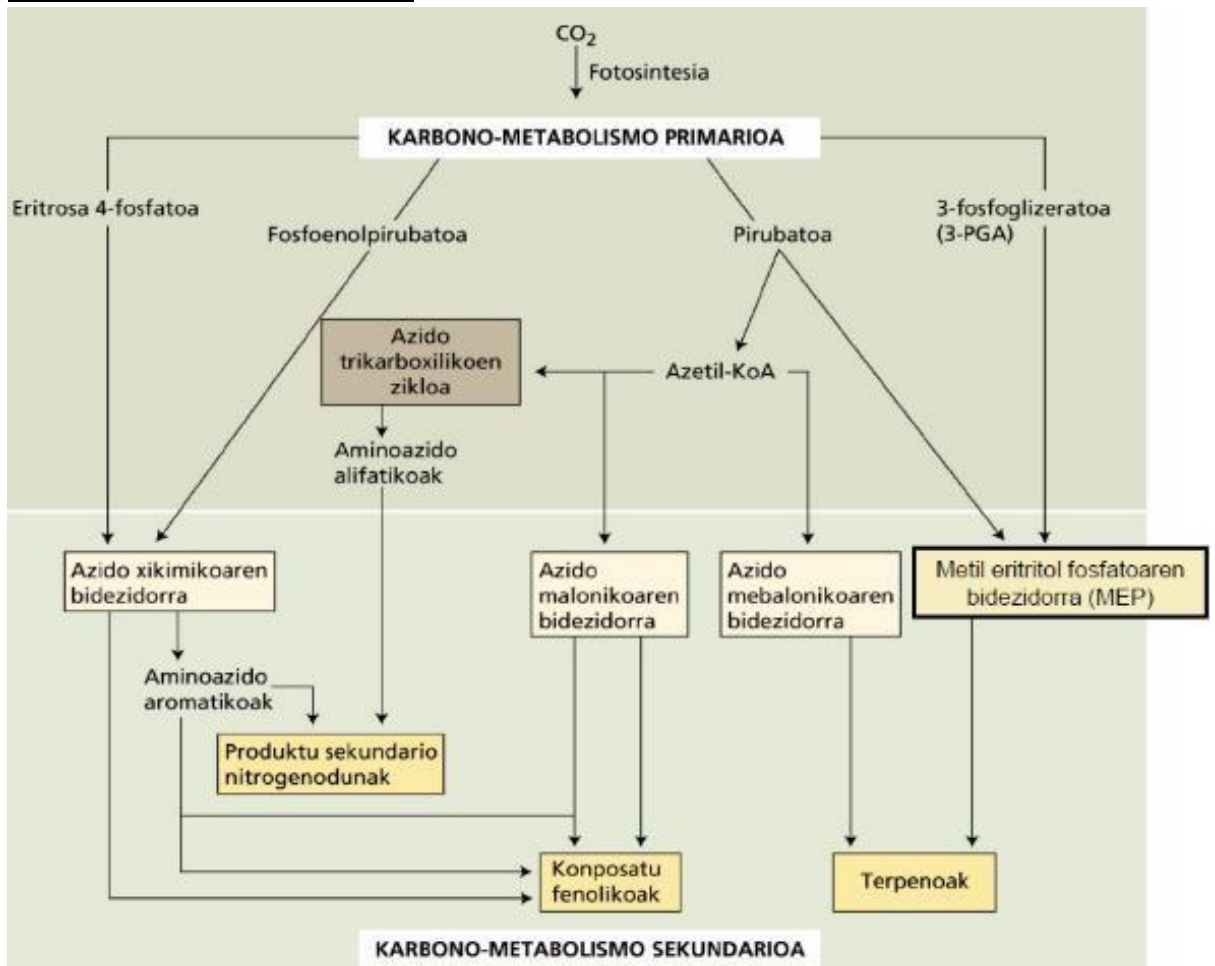 CO2
Fotosintesia
KARBONO-METABOLISMO PRIMARIOA
Eritrosa 4-fosfatoa
Fosfoenolpirubatoa
Pirubatoa
3-fosfoglizeratoa
(3-PGA)
Azido
trikarboxilikoen
zikloa
Azetil-KoA
Aminoazido
alifatikoak
Azido xikimikoaren
bidezidorra
Azido
malonikoaren
bidezidorra
Azido
mebalonikoaren
bidezidorra
Metil eritritol fosfatoaren
bidezidorra (MEP)
Aminoazido
aromatikoak
Produktu sekundario
nitrogenodunak
Konposatu
fenolikoak
Terpenoak
KARBONO-METABOLISMO SEKUNDARIOA